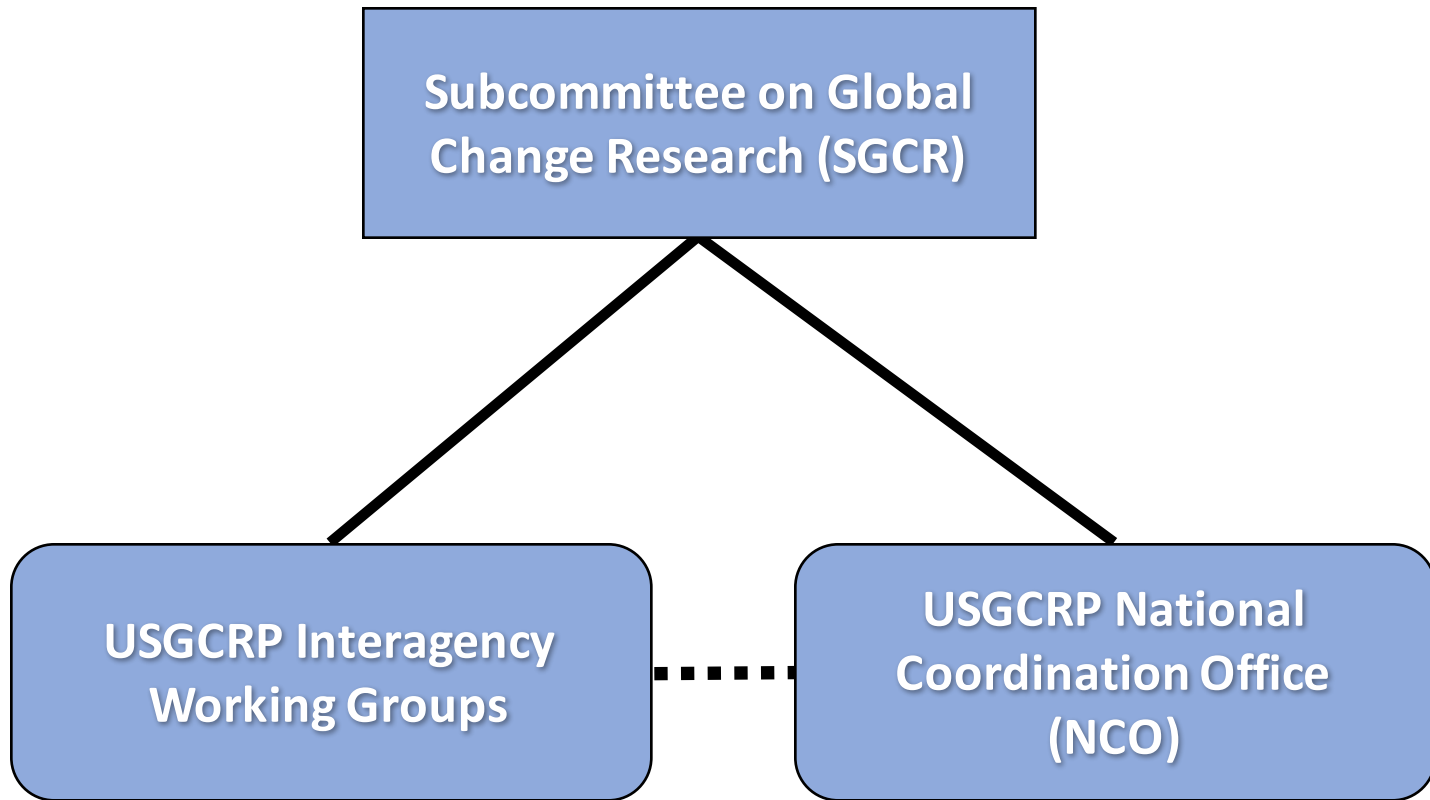 Subcommittee on Global
Change Research (SGCR)
USGCRP Interagency
Working Groups
USGCRP National
Coordination Office
(NCO)